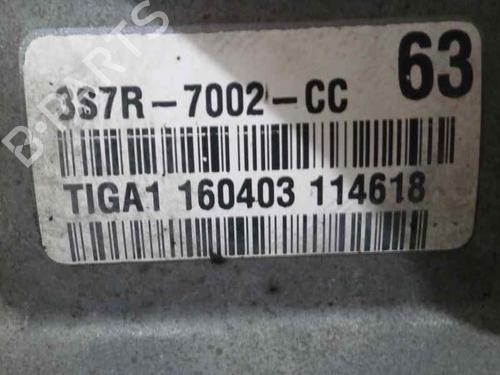 63
3S7R-7002-CC
TIGA1 160403 114618
B-PARTS